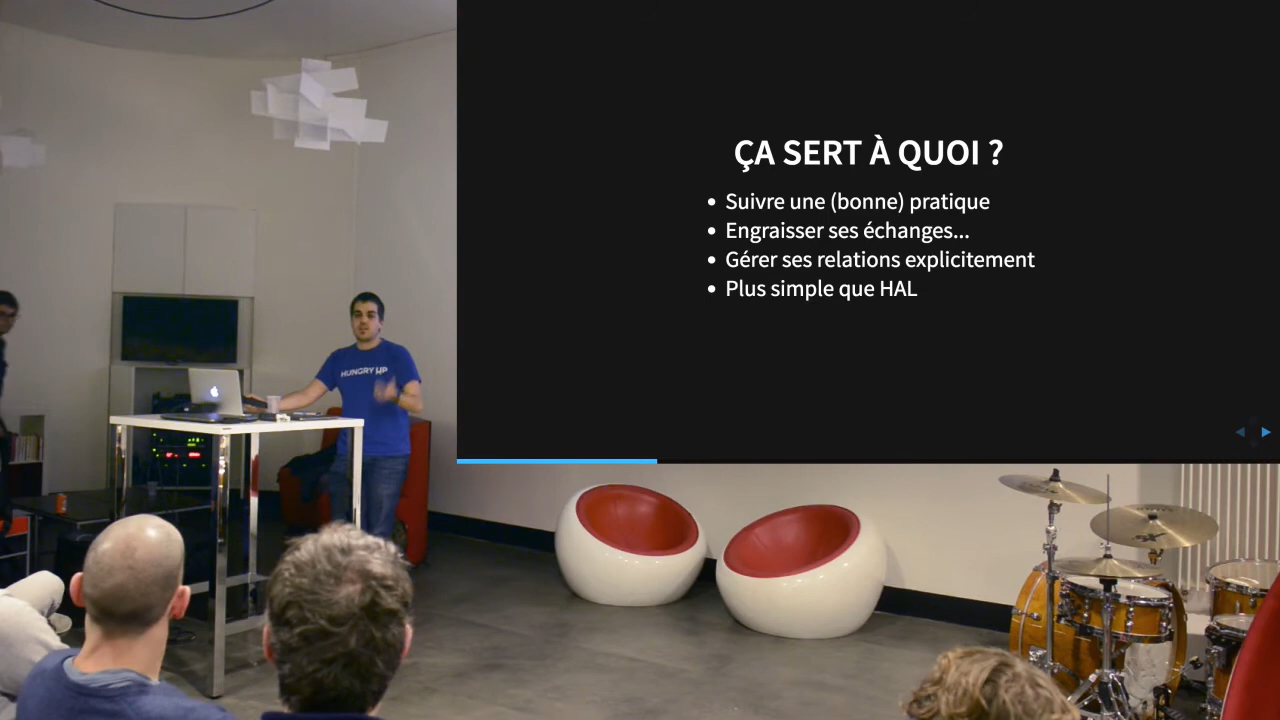 ÇA SERT À QUOI ?
• Suivre une (bonne) pratique
• Engraisser ses échanges...
• Gérer ses relations explicitement
• Plus simple que HAL
HUNGRY UP